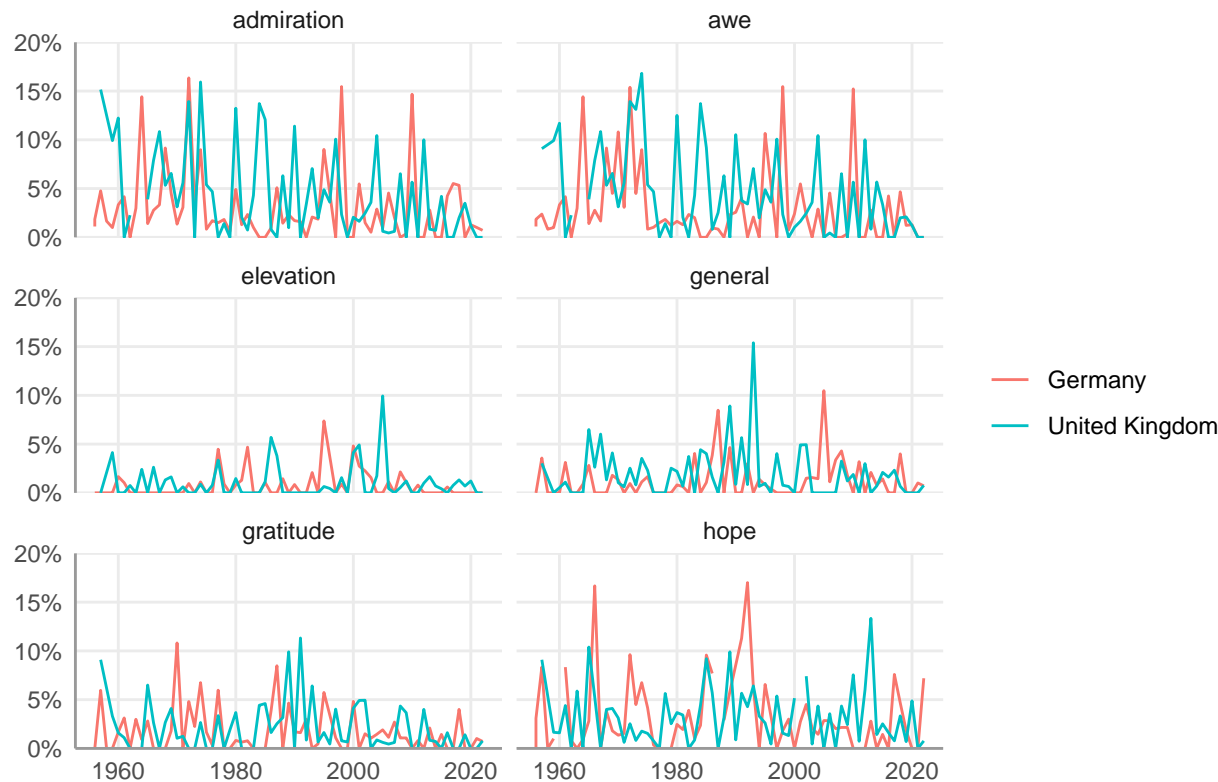 admiration
awe
20%
15%
10%
5%
0%
elevation
general
20%
15%
10%
5%
0%
Germany
United Kingdom
gratitude
hope
20%
15%
10%
5%
0%
1960 1980 2000 2020
1960 1980 2000 2020